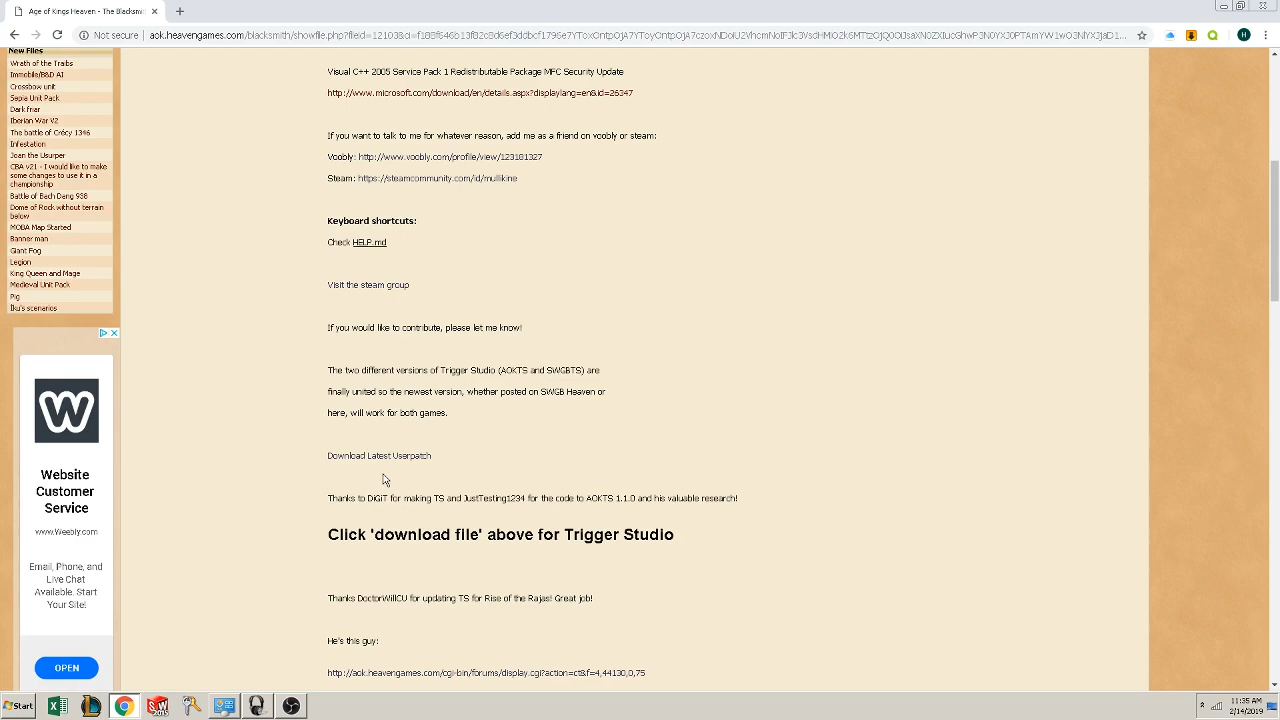 Age of Kings Heaven - The Blacksmit
Not secure
aok.heavengames.com/blacksmith/showfile.php?fileid=12103
H
New Files
Wrath of the Traibs
Immobile/B&D AI
Crossbow unit
Sepia Unit Pack
Dark friar
Iberian War V2
The battle of Crécy 1346
Infestation
Joan the Usurper
CBA v21 - I would like to make
some changes to use it in a
championship
Battle of Bach Dang 938
Dome of Rock without terrain
below
MOBA Map Started
Banner man
Giant Fog
Legion
King Queen and Mage
Medieval Unit Pack
Pig
Iku's scenarios
W
Website
Customer
Service
www.Weebly.com
Email, Phone, and
Live Chat
Available. Start
Your Site!
OPEN
Visual C++ 2005 Service Pack 1 Redistributable Package MFC Security Update
http://www.microsoft.com/download/en/details.aspx?displaylang=en&id=26347
If you want to talk to me for whatever reason, add me as a friend on voobly or steam:
Voobly: http://www.voobly.com/profile/view/123181327
Steam: https://steamcommunity.com/id/mullikine
Keyboard shortcuts:
Check HELP.md
Visit the steam group
If you would like to contribute, please let me know!
The two different versions of Trigger Studio (AOKTS and SWGBTS) are
finally united so the newest version, whether posted on SWGB Heaven or
here, will work for both games.
Download Latest Userpatch
Thanks to DiGiT for making TS and JustTesting1234 for the code to AOKTS 1.1.0 and his valuable research!
Click 'download file' above for Trigger Studio
Thanks DoctorWillCU for updating TS for Rise of the Rajas! Great job!
He's this guy:
http://aok.heavengames.com/cgi-bin/forums/display.cgi?action=ct&f=4,44130,0,75
Start
11:35 AM
2/14/2019